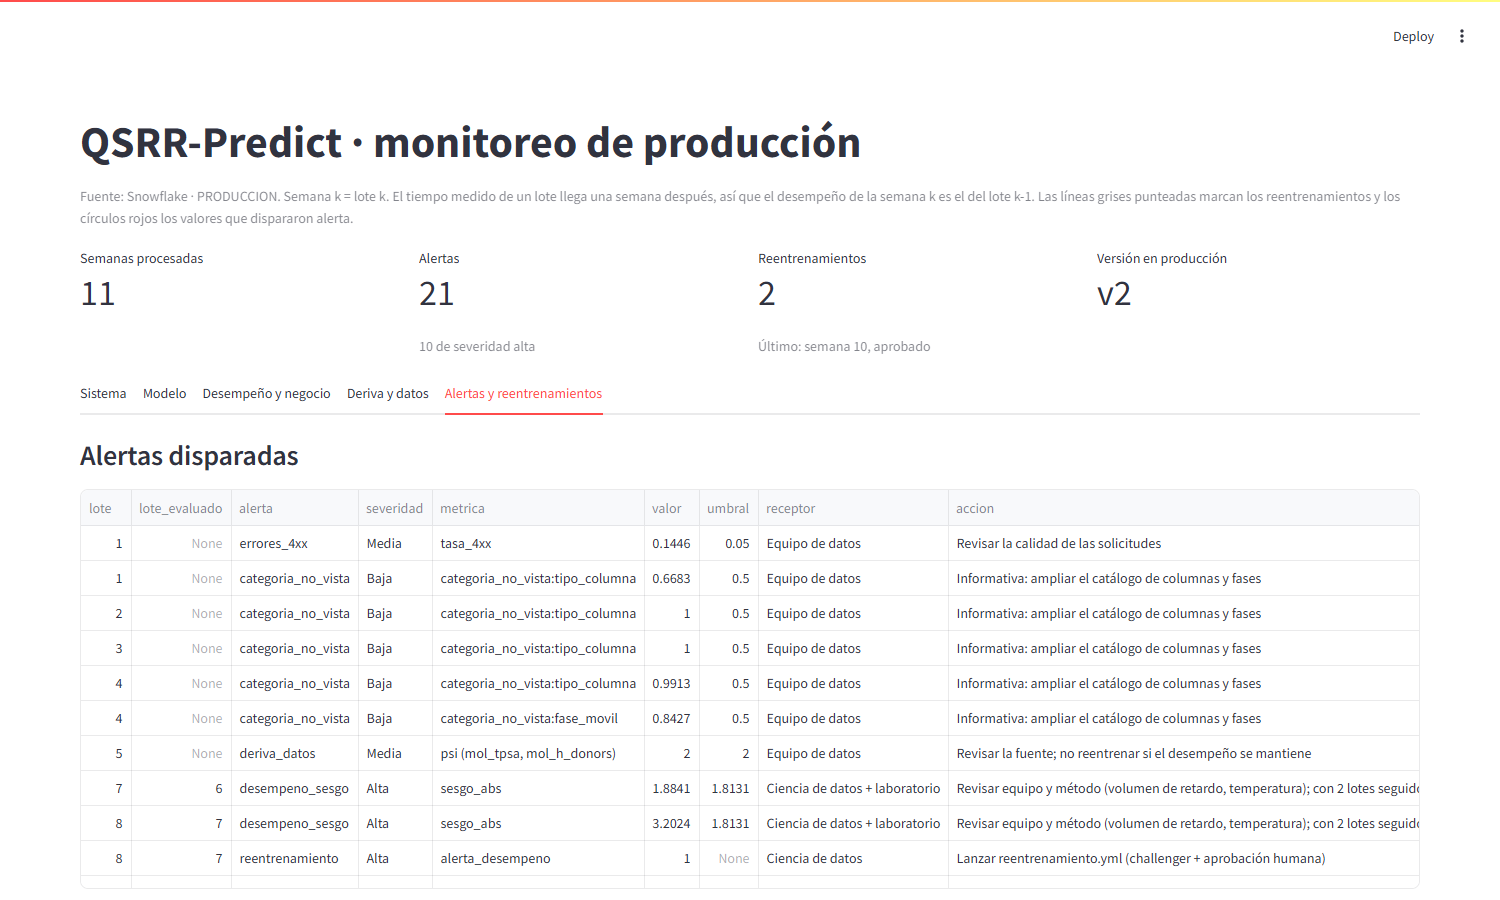 Deploy
QSRR-Predict · monitoreo de producción
Fuente: Snowflake · PRODUCCION. Semana k = lote k. El tiempo medido de un lote llega una semana después, así que el desempeño de la semana k es el del lote k-1. Las líneas grises punteadas marcan los reentrenamientos y los
círculos rojos los valores que dispararon alerta.
Semanas procesadas Alertas Reentrenamientos Versión en producción
11 21 2 v2
10 de severidad alta Último: semana 10, aprobado
Sistema Modelo Desempeño y negocio Deriva y datos Alertas y reentrenamientos
Alertas disparadas
lote lote_evaluado alerta severidad metrica valor umbral receptor accion
1 None errores_4xx Media tasa_4xx 0.1446 0.05 Equipo de datos Revisar la calidad de las solicitudes
1 None categoria_no_vista Baja categoria_no_vista:tipo_columna 0.6683 0.5 Equipo de datos Informativa: ampliar el catálogo de columnas y fases
2 None categoria_no_vista Baja categoria_no_vista:tipo_columna 1 0.5 Equipo de datos Informativa: ampliar el catálogo de columnas y fases
3 None categoria_no_vista Baja categoria_no_vista:tipo_columna 1 0.5 Equipo de datos Informativa: ampliar el catálogo de columnas y fases
4 None categoria_no_vista Baja categoria_no_vista:tipo_columna 0.9913 0.5 Equipo de datos Informativa: ampliar el catálogo de columnas y fases
4 None categoria_no_vista Baja categoria_no_vista:fase_movil 0.8427 0.5 Equipo de datos Informativa: ampliar el catálogo de columnas y fases
5 None deriva_datos Media psi (mol_tpsa, mol_h_donors) 2 2 Equipo de datos Revisar la fuente; no reentrenar si el desempeño se mantiene
7 6 desempeno_sesgo Alta sesgo_abs 1.8841 1.8131 Ciencia de datos + laboratorio Revisar equipo y método (volumen de retardo, temperatura); con 2 lotes seguido
8 7 desempeno_sesgo Alta sesgo_abs 3.2024 1.8131 Ciencia de datos + laboratorio Revisar equipo y método (volumen de retardo, temperatura); con 2 lotes seguido
8 7 reentrenamiento Alta alerta_desempeno 1 None Ciencia de datos Lanzar reentrenamiento.yml (challenger + aprobación humana)